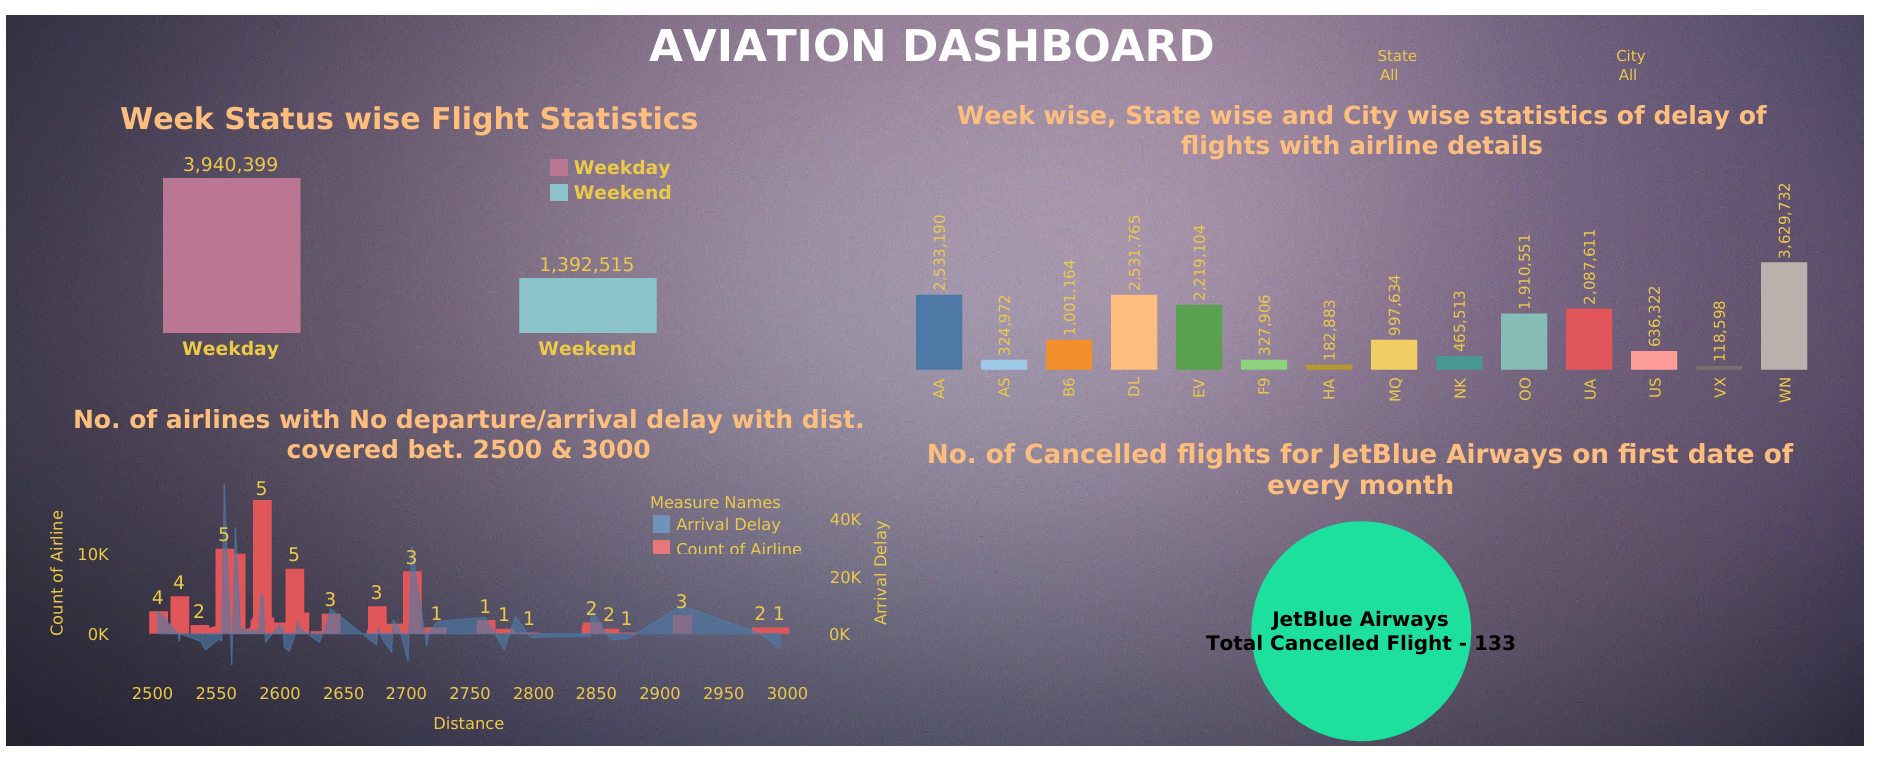 AVIATION DASHBOARD
State
All
City
All
Week Status wise Flight Statistics
3,940,399
Weekday
Weekend
1,392,515
Weekday
Weekend
Week wise, State wise and City wise statistics of delay of
flights with airline details
2,533,190
324,972
1,001,164
2,531,765
2,219,104
327,906
182,883
997,634
465,513
1,910,551
2,087,611
636,322
118,598
3,629,732
AA
AS
B6
DL
EV
F9
HA
MQ
NK
OO
UA
US
VX
WN
No. of airlines with No departure/arrival delay with dist.
covered bet. 2500 & 3000
Measure Names
Arrival Delay
Count of Airline
Count of Airline
10K
0K
4
4
2
5
5
5
3
3
3
1
1
1
1
2
2
1
3
2
1
40K
20K
0K
Arrival Delay
2500 2550 2600 2650 2700 2750 2800 2850 2900 2950 3000
Distance
No. of Cancelled flights for JetBlue Airways on first date of
every month
JetBlue Airways
Total Cancelled Flight - 133